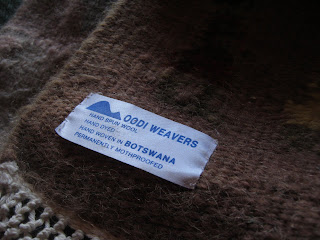 OODI WEAVERS
HAND SPUN WOOL
HAND DYED
HAND WOVEN IN BOTSWANA
PERMANENTLY MOTHPROOFED